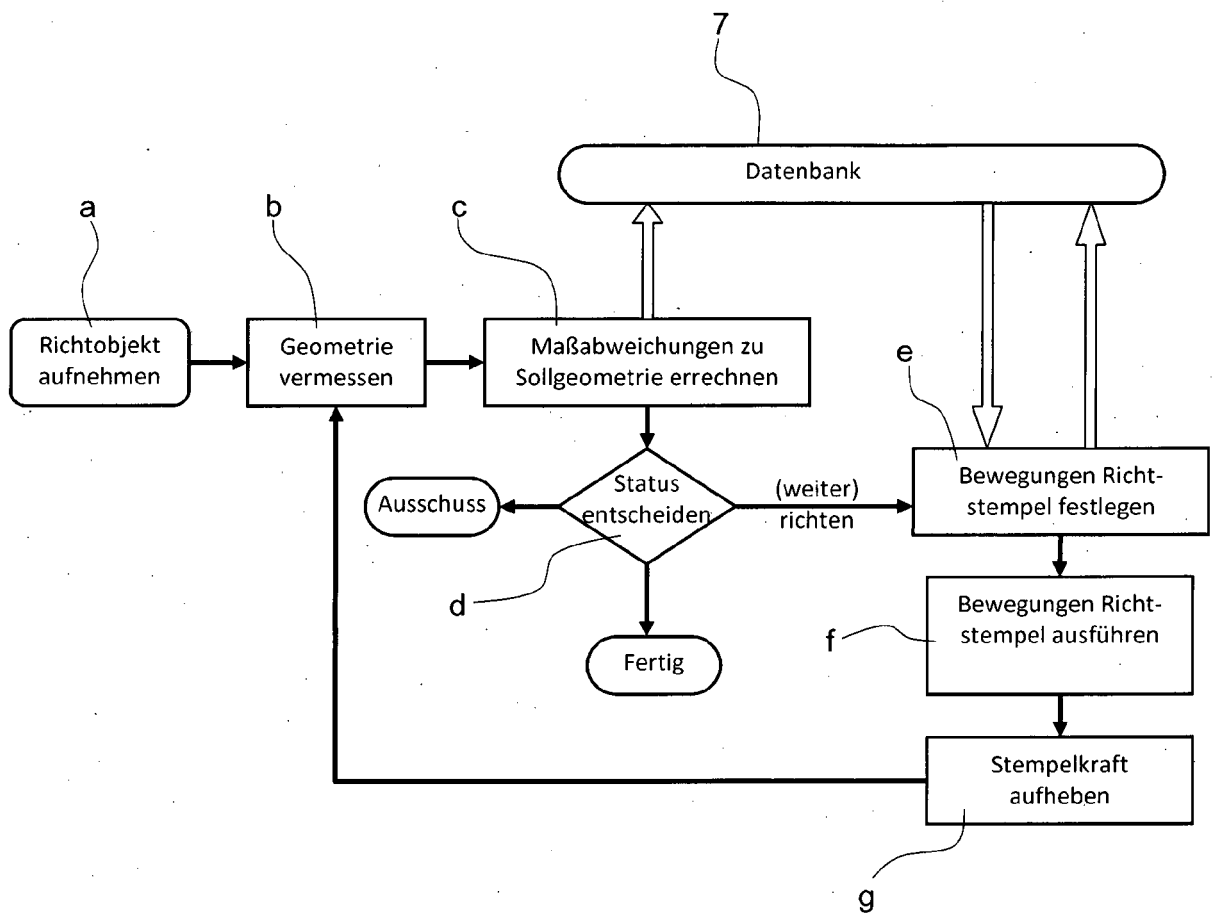 7
Datenbank
a
b
c
Richtobjekt
aufnehmen
Geometrie
vermessen
Maßabweichungen zu
Sollgeometrie errechnen
e
Bewegungen Richt-
stempel festlegen
Ausschuss
Status
entscheiden
(weiter)
richten
d
Fertig
f
Bewegungen Richt-
stempel ausführen
Stempelkraft
aufheben
g